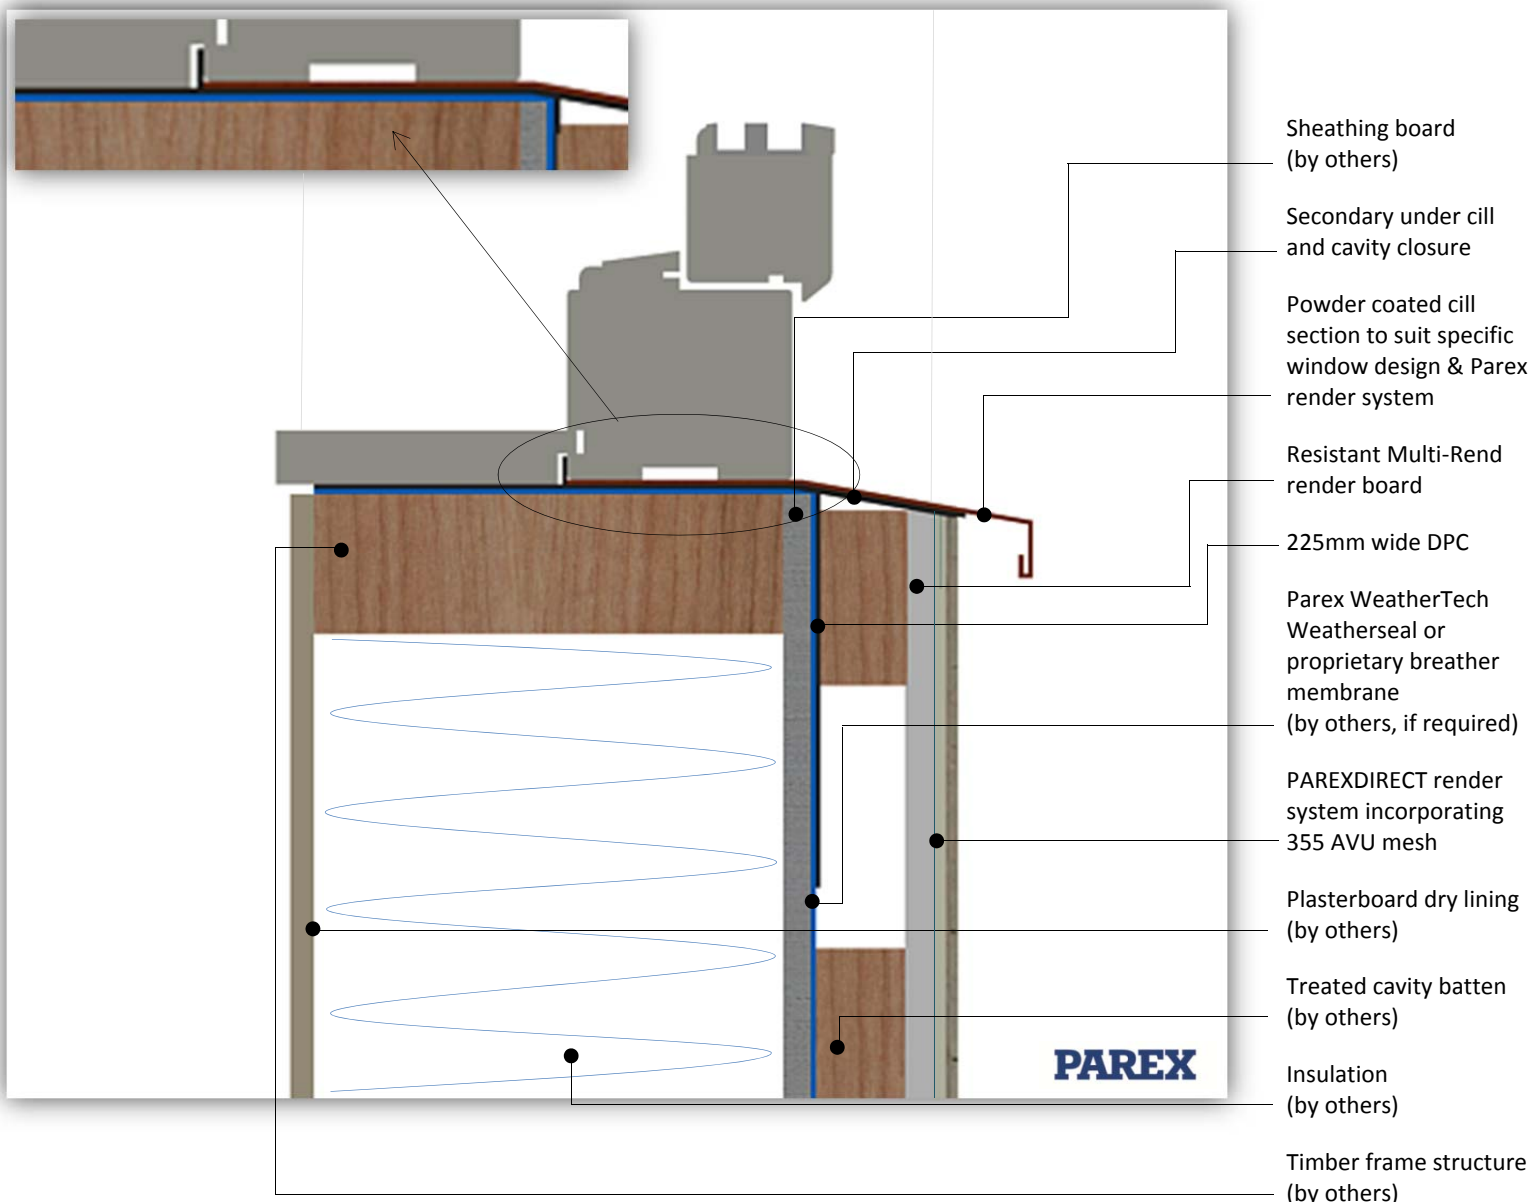 Sheathing board
(by others)
Secondary under cill
and cavity closure
Powder coated cill
section to suit specific
window design & Parex
render system
Resistant Multi-Rend
render board
225mm wide DPC
Parex WeatherTech
Weatherseal or
proprietary breather
membrane
(by others, if required)
PAREXDIRECT render
system incorporating
355 AVU mesh
Plasterboard dry lining
(by others)
Treated cavity batten
(by others)
PAREX
Insulation
(by others)
Timber frame structure
(by others)